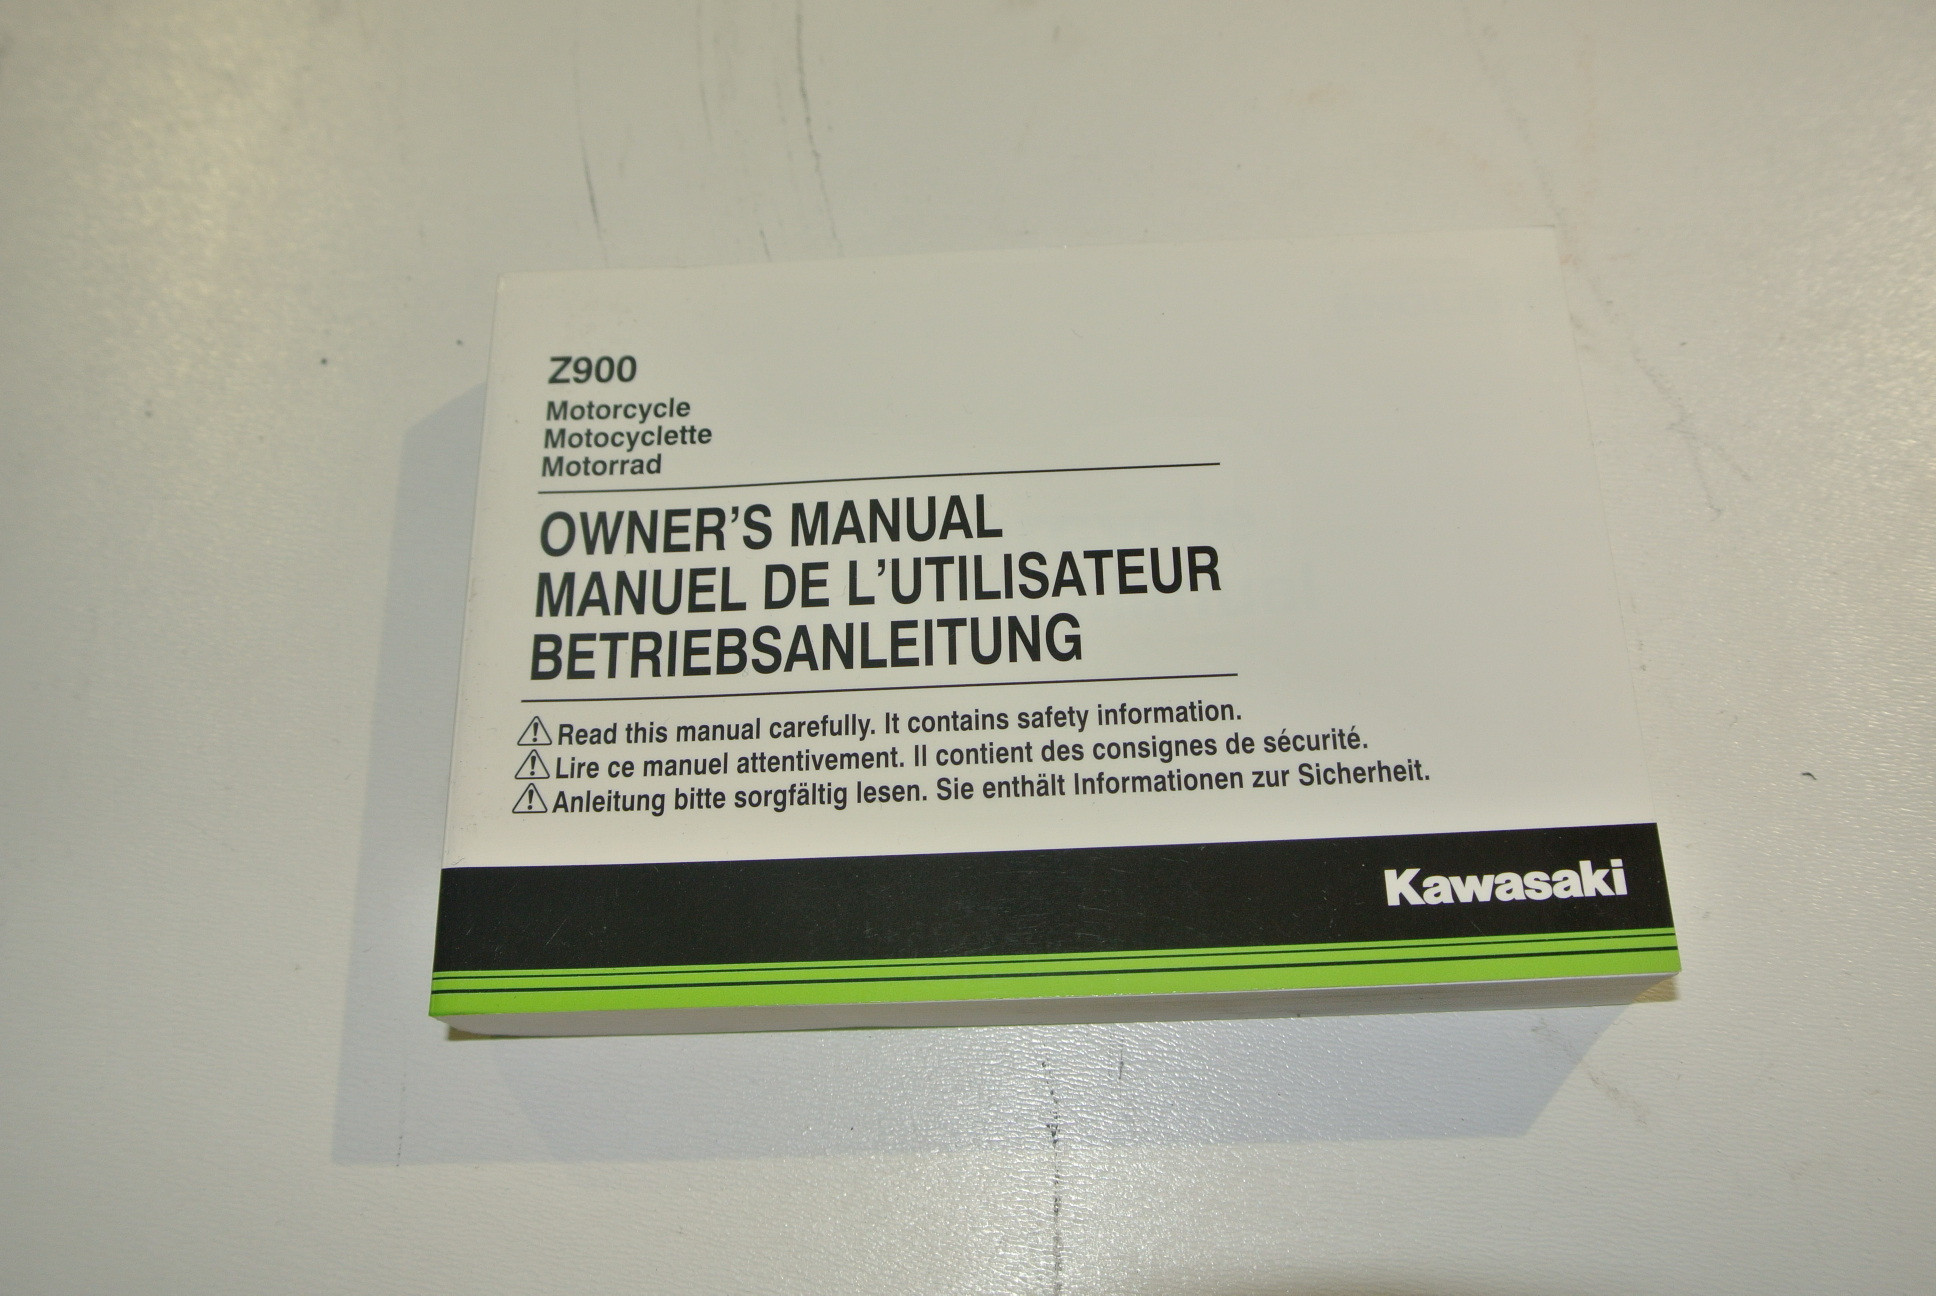 Z900
Motorcycle
Motocyclette
Motorrad
OWNER'S MANUAL
MANUEL DE L'UTILISATEUR
BETRIEBSANLEITUNG
Read this manual carefully. It contains safety information.
Lire ce manuel attentivement. Il contient des consignes de sécurité.
Anleitung bitte sorgfältig lesen. Sie enthält Informationen zur Sicherheit.
Kawasaki